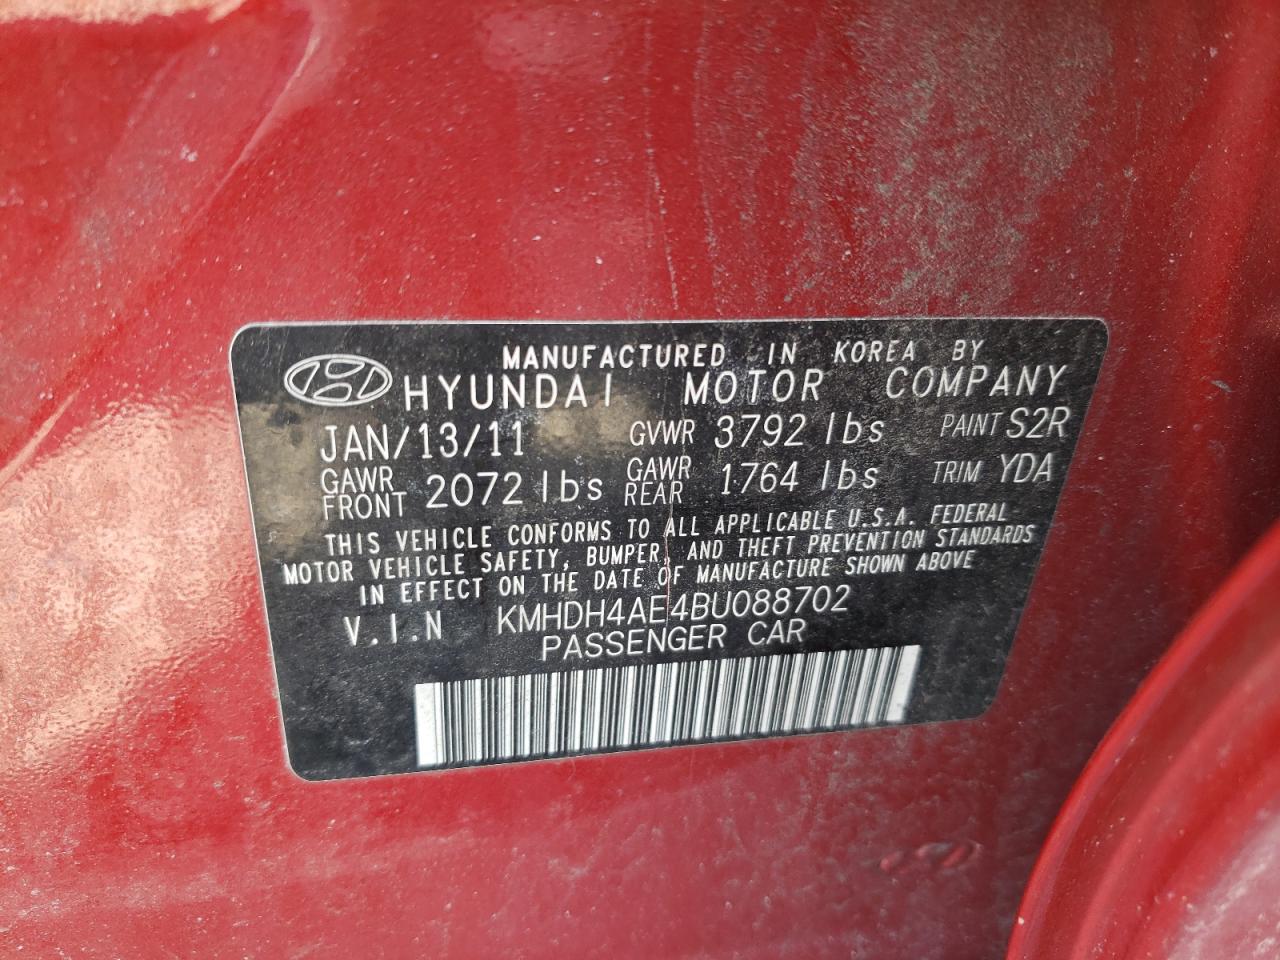 MANUFACTURED IN KOREA BY
HYUNDAI MOTOR COMPANY
JAN/13/11 GVWR 3792 lbs PAINT S2R
GAWR FRONT 2072 lbs GAWR REAR 1764 lbs TRIM YDA
THIS VEHICLE CONFORMS TO ALL APPLICABLE U.S.A. FEDERAL
MOTOR VEHICLE SAFETY, BUMPER, AND THEFT PREVENTION STANDARDS
IN EFFECT ON THE DATE OF MANUFACTURE SHOWN ABOVE
V.I.N KMHDH4AE4BU088702
PASSENGER CAR